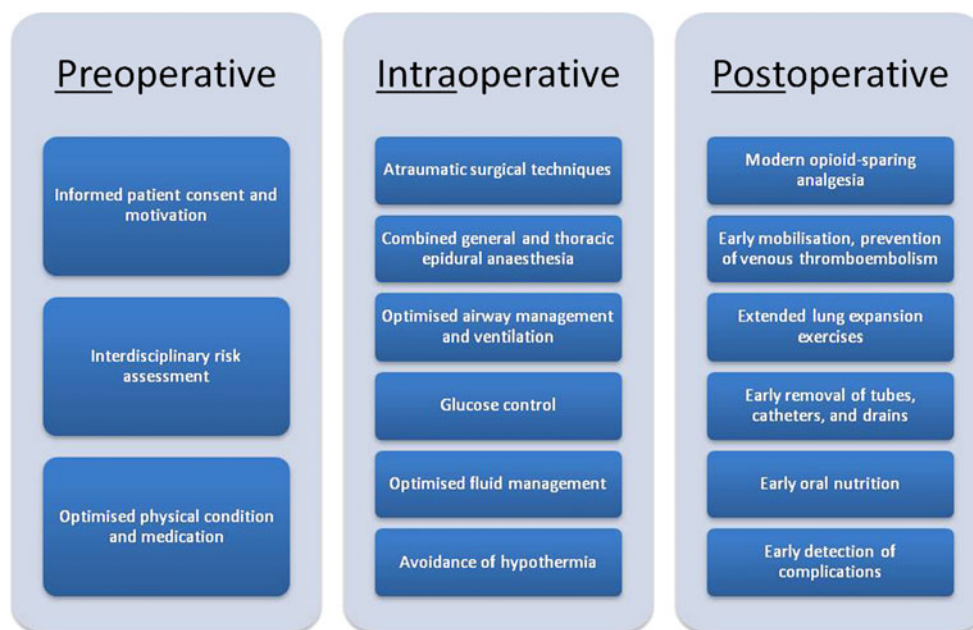 Preoperative
Informed patient consent and
motivation
Interdisciplinary risk
assessment
Optimised physical condition
and medication
Intraoperative
Atraumatic surgical techniques
Combined general and thoracic
epidural anaesthesia
Optimised airway management
and ventilation
Glucose control
Optimised fluid management
Avoidance of hypothermia
Postoperative
Modern opioid-sparing
analgesia
Early mobilisation, prevention
of venous thromboembolism
Extended lung expansion
exercises
Early removal of tubes,
catheters, and drains
Early oral nutrition
Early detection of
complications